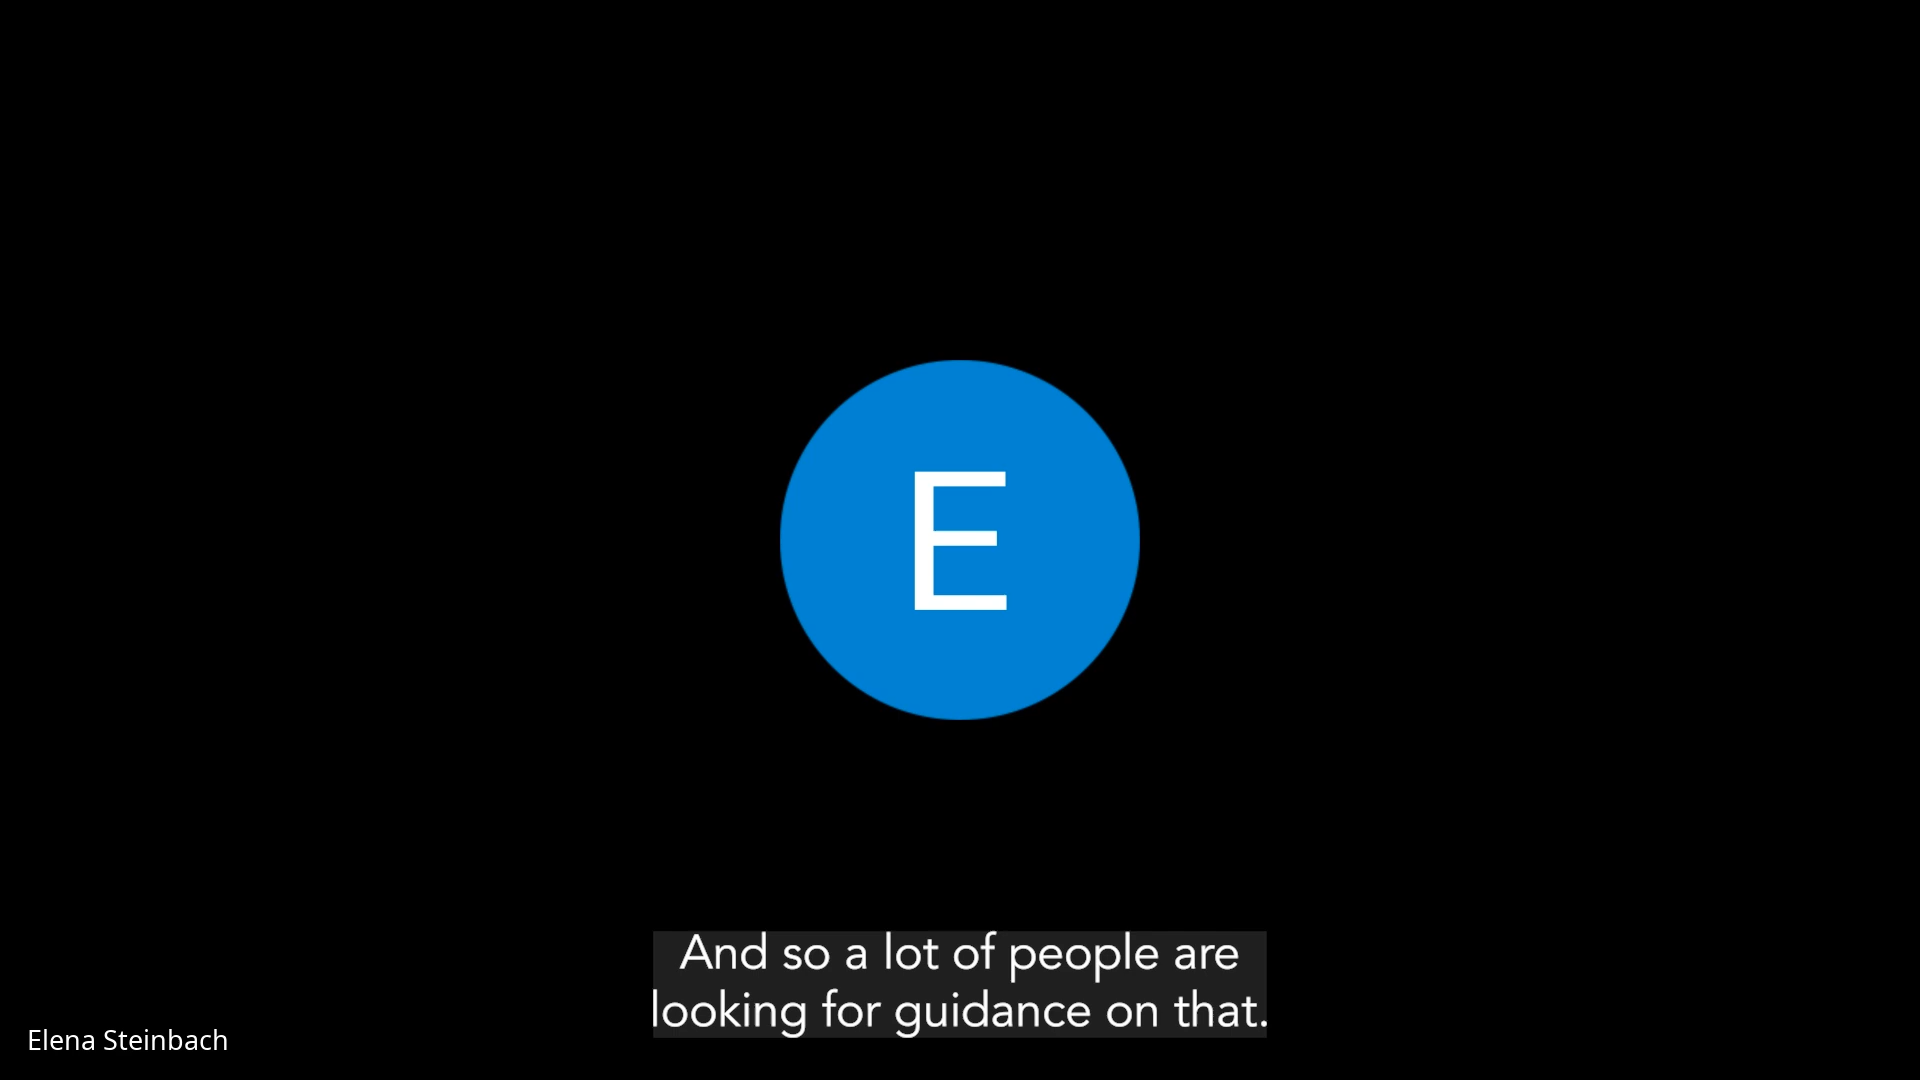 E
And so a lot of people are
looking for guidance on that.
Elena Steinbach